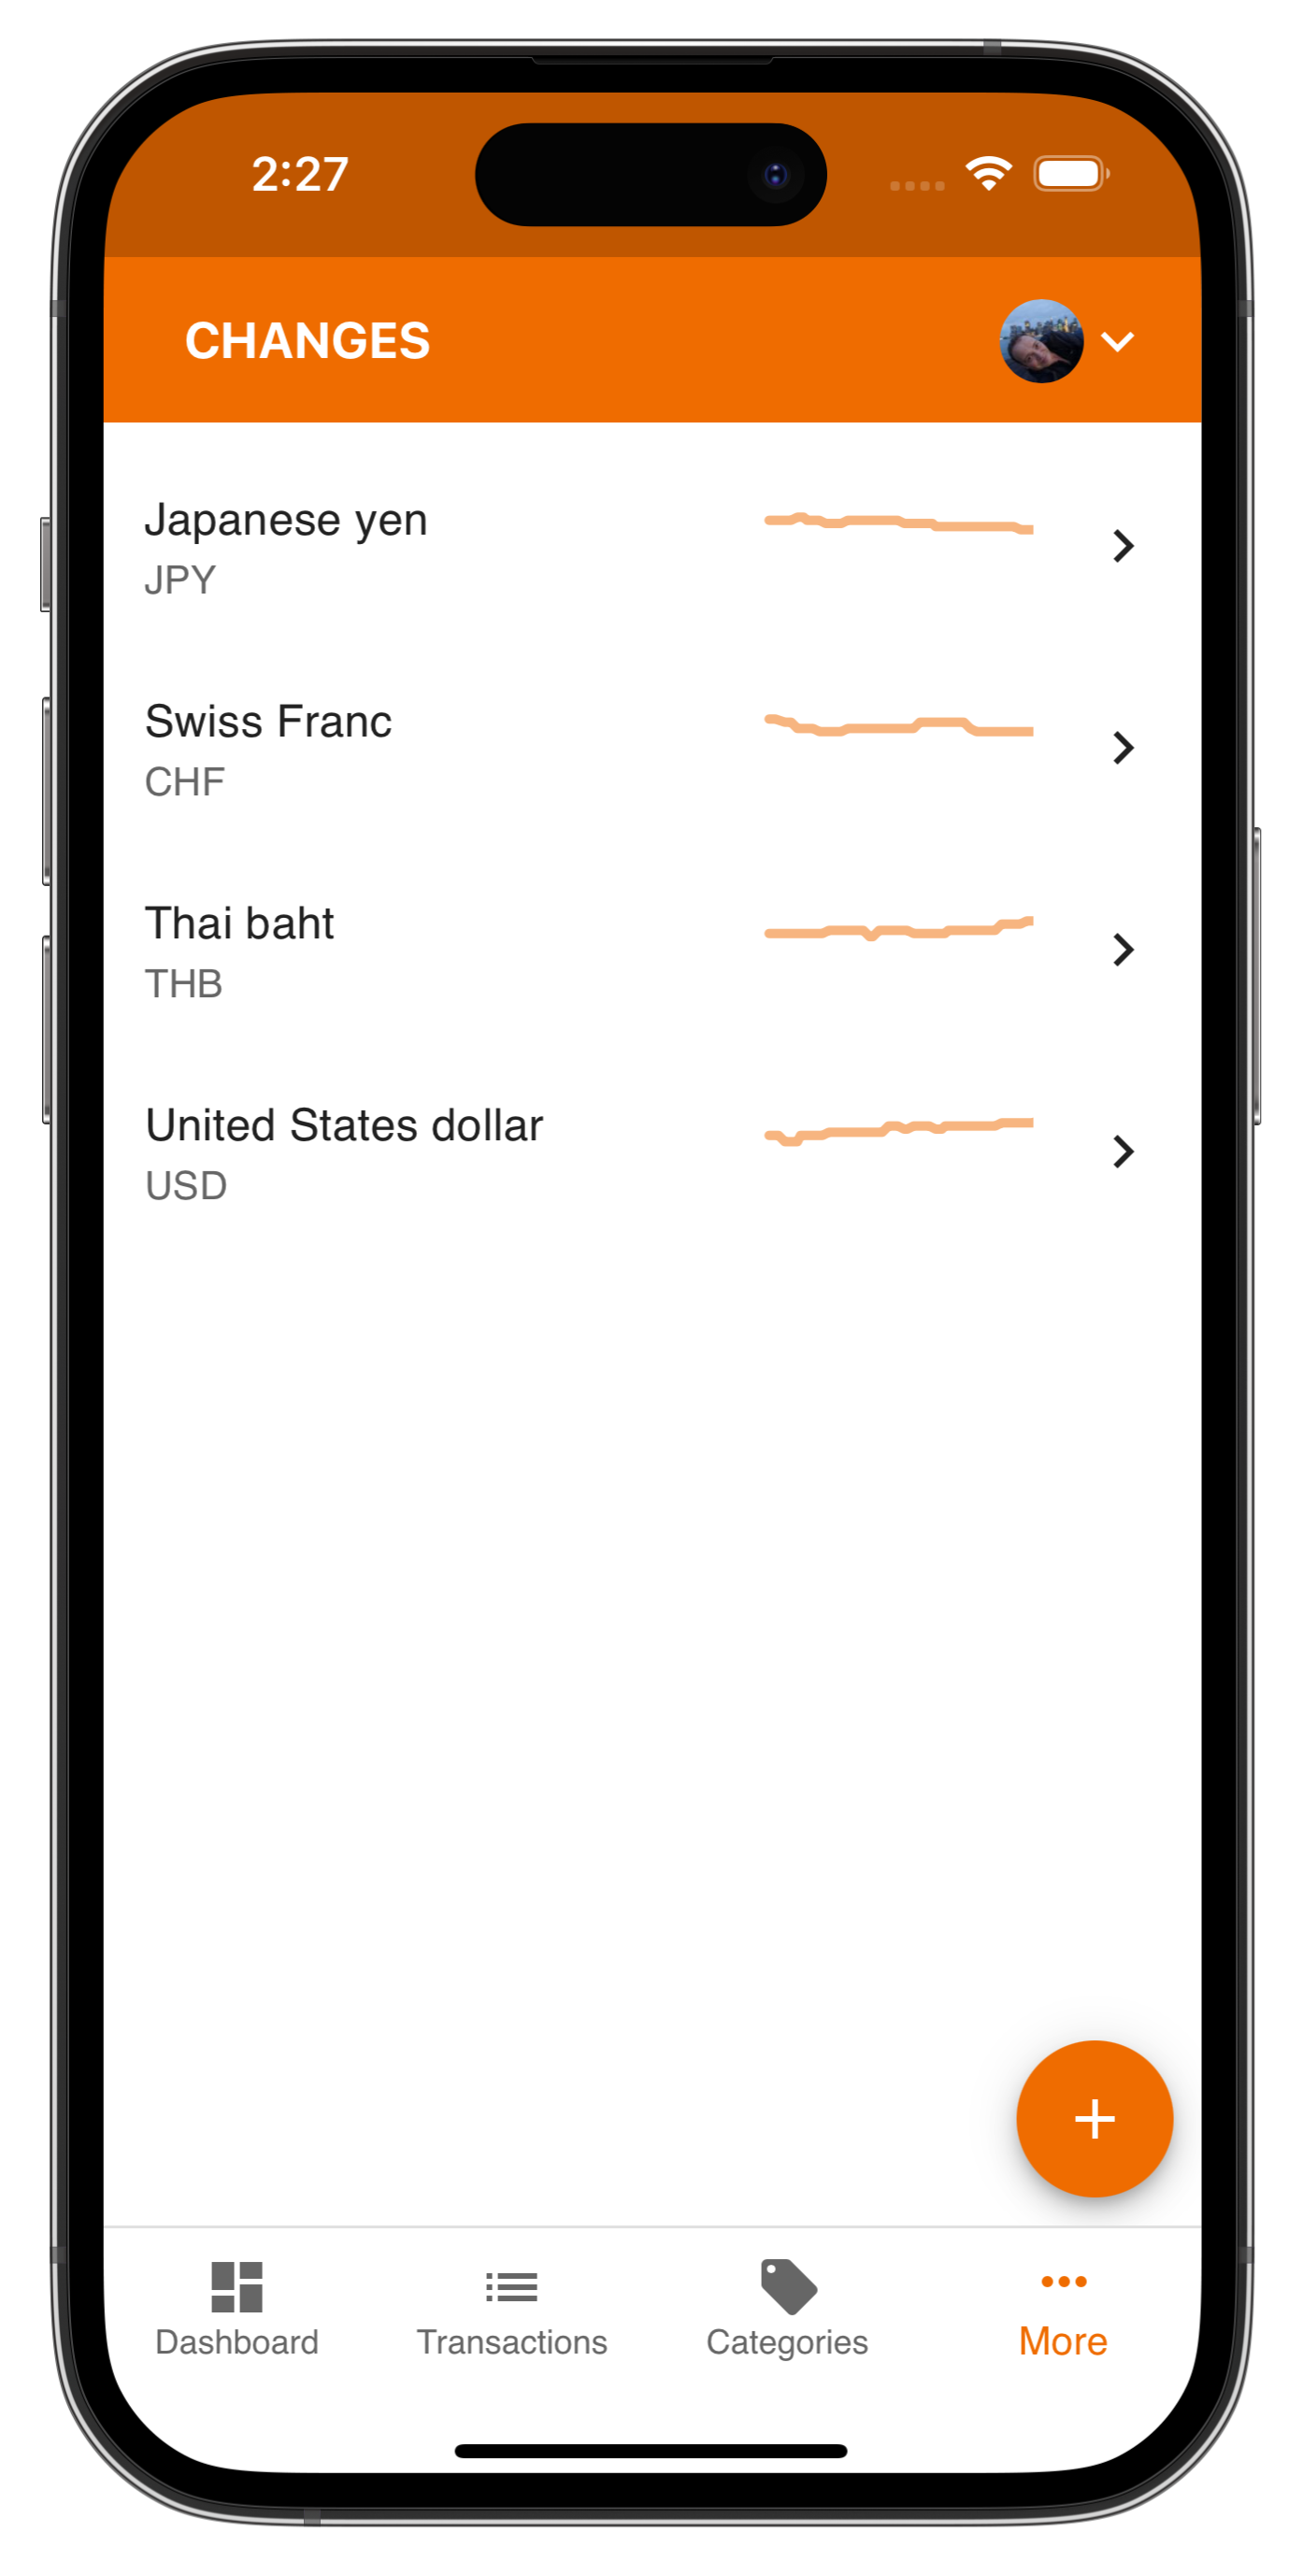 2:27
CHANGES
Japanese yen
JPY
Swiss Franc
CHF
Thai baht
THB
United States dollar
USD
Dashboard
Transactions
Categories
More